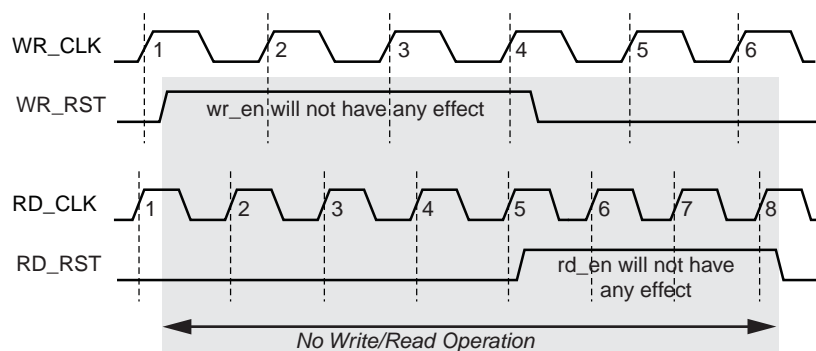 WR_CLK 1 2 3 4 5 6
WR_RST wr_en will not have any effect
RD_CLK 1 2 3 4 5 6 7 8
RD_RST rd_en will not have
any effect
No Write/Read Operation